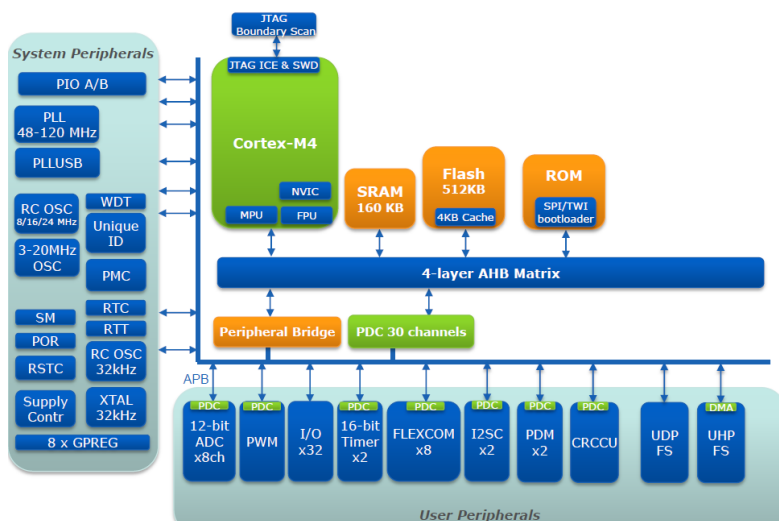 JTAG
Boundary Scan
System Peripherals
JTAG ICE & SWD
PIO A/B
PLL
48-120 MHz
PLLUSB
Cortex-M4
NVIC
MPU
FPU
SRAM
160 KB
Flash
512KB
4KB Cache
ROM
SPI/TWI
bootloader
RC OSC
8/16/24 MHz
WDT
Unique
ID
3-20MHz
OSC
PMC
4-layer AHB Matrix
SM
RTC
RTT
POR
RC OSC
32kHz
RSTC
Supply
Contr
XTAL
32kHz
8 x GPREG
Peripheral Bridge
PDC 30 channels
APB
PDC
12-bit
ADC
x8ch
PDC
PWM
I/O
x32
PDC
16-bit
Timer
x2
PDC
FLEXCOM
x8
PDC
I2SC
x2
PDC
PDM
x2
PDC
CRCCU
UDP
FS
DMA
UHP
FS
User Peripherals